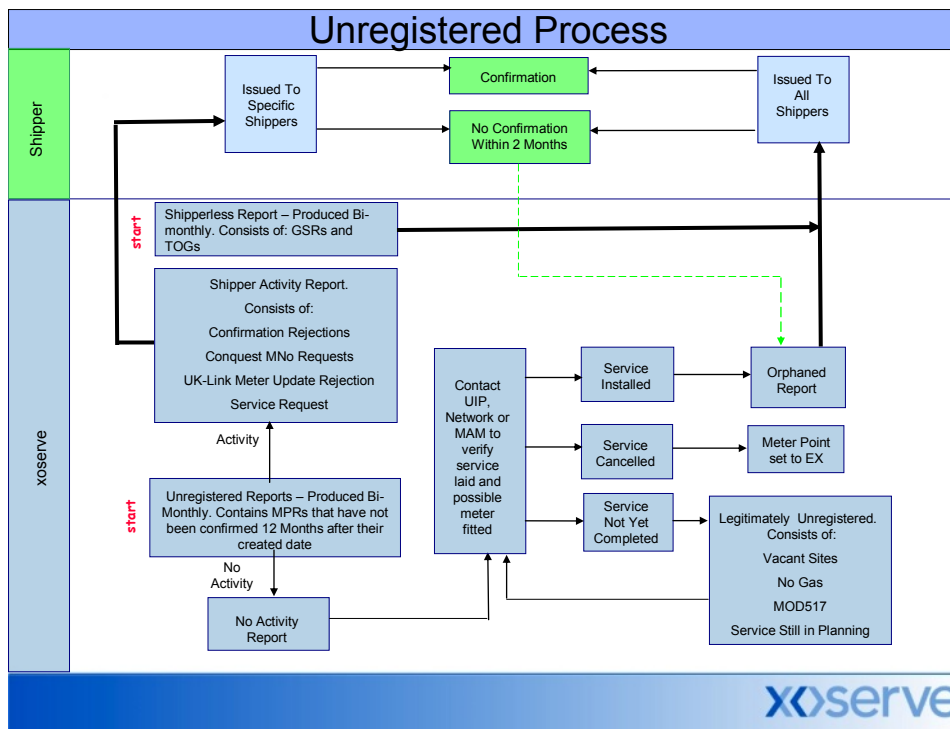 Unregistered Process
Shipper
Issued To
Specific
Shippers
Confirmation
No Confirmation
Within 2 Months
Issued To
All
Shippers
xoserve
start
Shipperless Report – Produced Bi-
monthly. Consists of: GSRs and
TOGs
Shipper Activity Report.
Consists of:
Confirmation Rejections
Conquest MNo Requests
UK-Link Meter Update Rejection
Service Request
Activity
start
Unregistered Reports – Produced Bi-
Monthly. Contains MPRs that have not
been confirmed 12 Months after their
created date
No
Activity
No Activity
Report
Contact
UIP,
Network or
MAM to
verify
service
laid and
possible
meter
fitted
Service
Installed
Orphaned
Report
Service
Cancelled
Meter Point
set to EX
Service
Not Yet
Completed
Legitimately Unregistered.
Consists of:
Vacant Sites
No Gas
MOD517
Service Still in Planning
xoserve